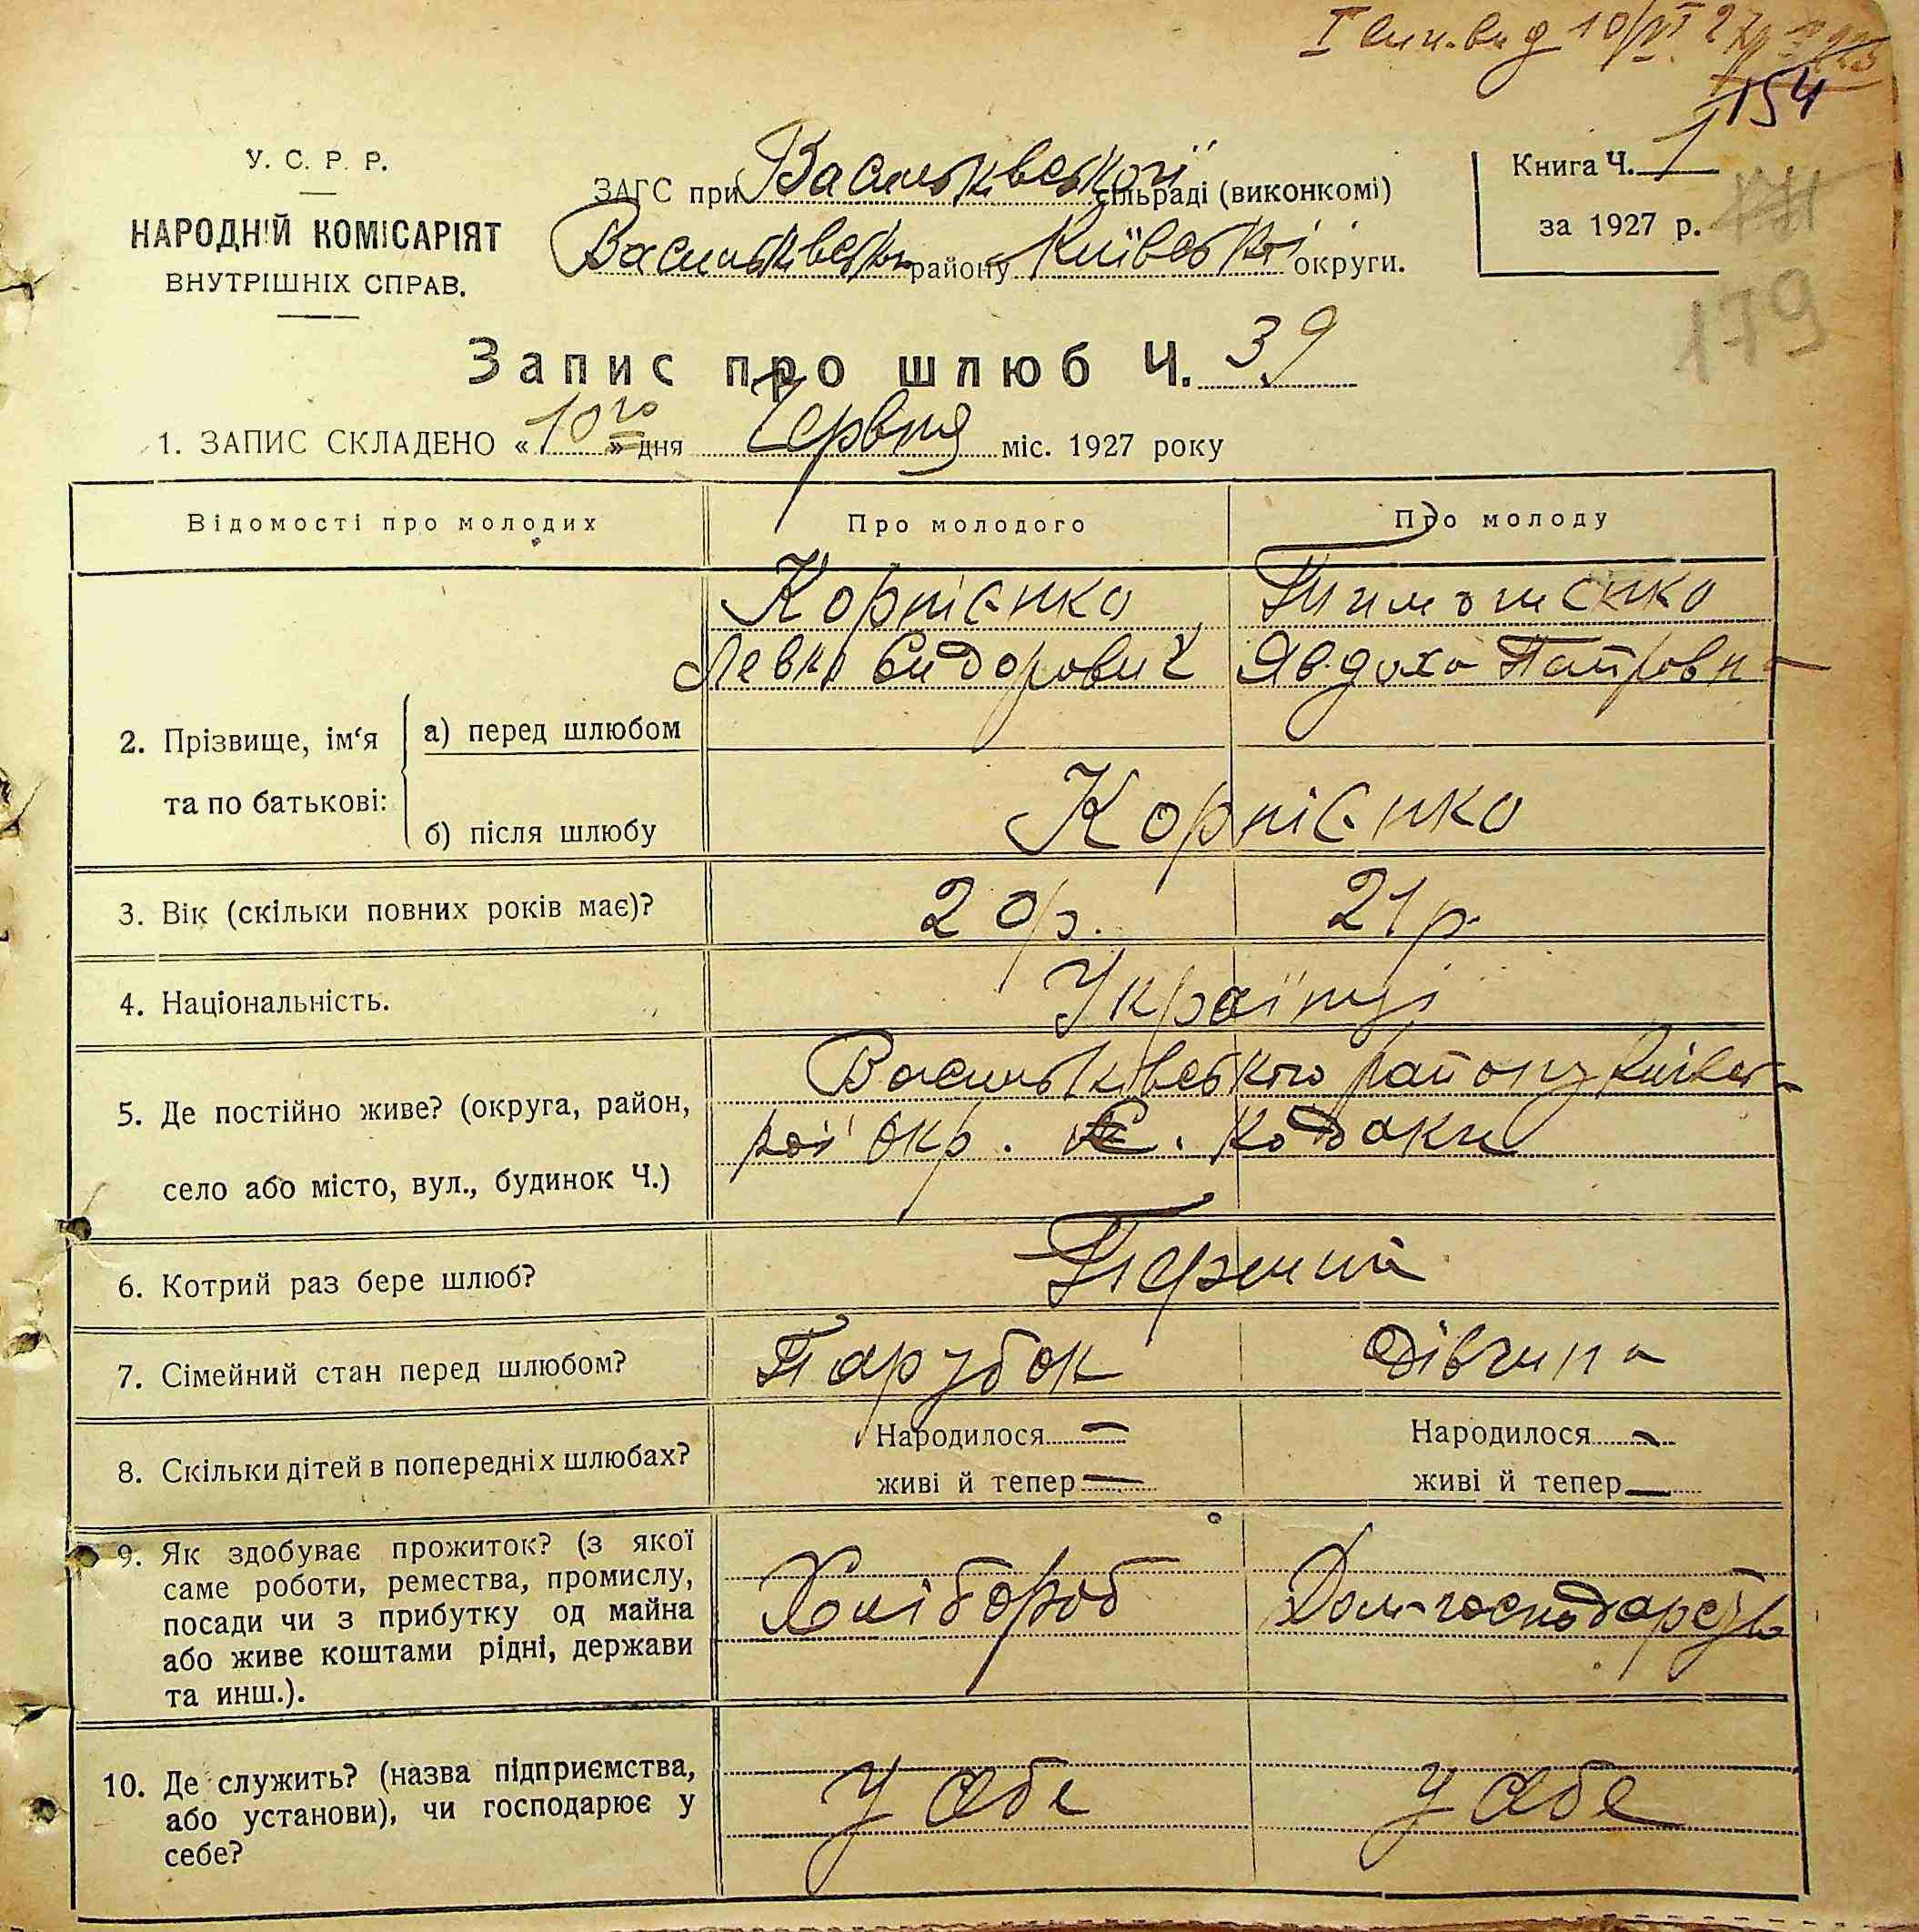 154
У. С. Р. Р.
НАРОДНІЙ КОМІСАРІЯТ
ВНУТРІШНІХ СПРАВ.
ЗАГС при Васильківській сільраді (виконкомі)
Васильківськ району Київської округи.
Книга Ч. 1
за 1927 р.
179
Запис про шлюб Ч. 39
1. ЗАПИС СКЛАДЕНО «10го» дня Червня міс. 1927 року
Відомості про молодих Про молодого Про молоду
Корнієнко Тимошенко
Левко Сидорович Явдоха Петровна
2. Прізвище, ім'я та по батькові:
а) перед шлюбом
б) після шлюбу Корнієнко
3. Вік (скільки повних років має)? 20 р. 21 р.
4. Національність. Українці
5. Де постійно живе? (округа, район, Васильківського району Київсь-
кої окр. с. Кодаки
село або місто, вул., будинок Ч.)
6. Котрий раз бере шлюб? Перший
7. Сімейний стан перед шлюбом? Парубок Дівчина
8. Скільки дітей в попередніх шлюбах?
Народилося — Народилося —
живі й тепер — живі й тепер —
9. Як здобуває прожиток? (з якої
саме роботи, ремества, промислу,
посади чи з прибутку од майна
або живе коштами рідні, держави
та инш.).
Хлібороб Дом-господарство
10. Де служить? (назва підприємства,
або установи), чи господарює у
себе?
У себе У себе